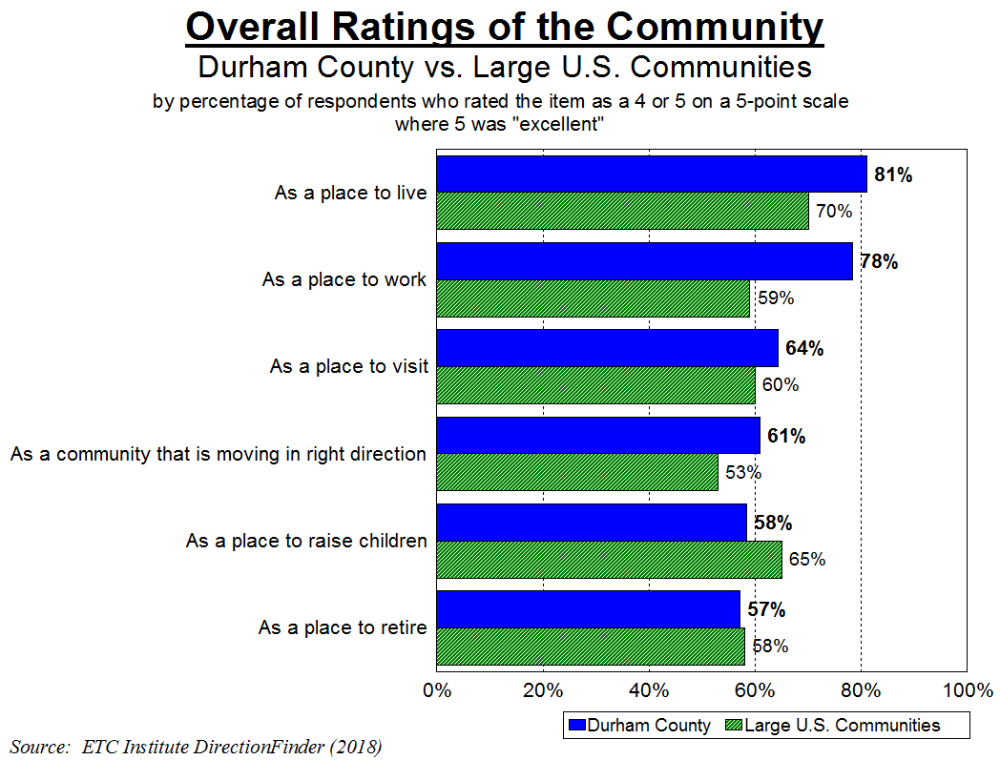 Overall Ratings of the Community
Durham County vs. Large U.S. Communities
by percentage of respondents who rated the item as a 4 or 5 on a 5-point scale
where 5 was "excellent"
As a place to live
81%
70%
As a place to work
78%
59%
As a place to visit
64%
60%
As a community that is moving in right direction
61%
53%
As a place to raise children
58%
65%
As a place to retire
57%
58%
0% 20% 40% 60% 80% 100%
Durham County Large U.S. Communities
Source: ETC Institute DirectionFinder (2018)